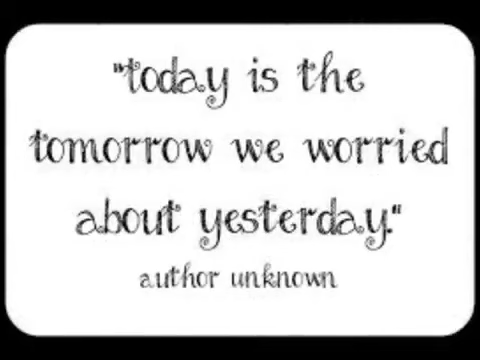 "today is the
tomorrow we worried
about yesterday."
author unknown